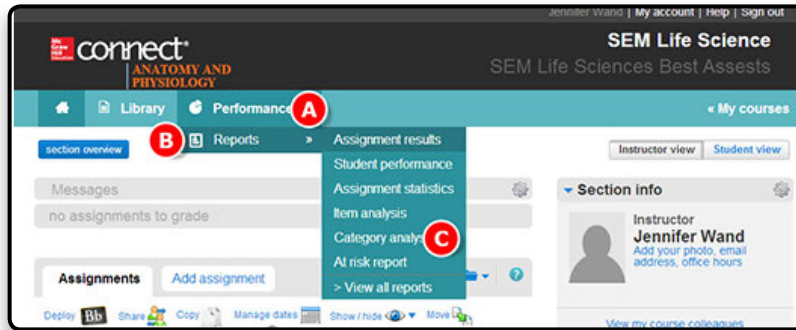 Jennifer Wand | My account | Help | Sign out
Mc Graw Hill Education connect®
ANATOMY AND PHYSIOLOGY
SEM Life Science
SEM Life Sciences Best Assests
Library Performance A « My courses
B Reports » Assignment results
section overview Instructor view Student view
Student performance
Messages Assignment statistics Section info
no assignments to grade Item analysis Instructor
Category analys C Jennifer Wand
Add your photo, email address, office hours
At risk report
Assignments Add assignment > View all reports
Deploy Bb Share Copy Manage dates Show / hide Move
View my course colleagues